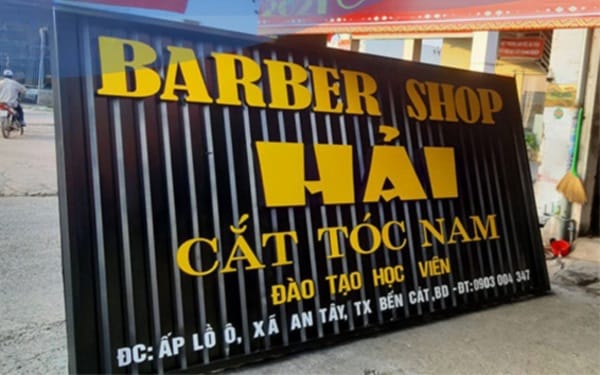 BARBER SHOP
HẢI
CẮT TÓC NAM
ĐÀO TẠO HỌC VIÊN
ĐC: ẤP LỒ Ô, XÃ AN TÂY, TX BẾN CÁT,BD -ĐT:0903 004 347